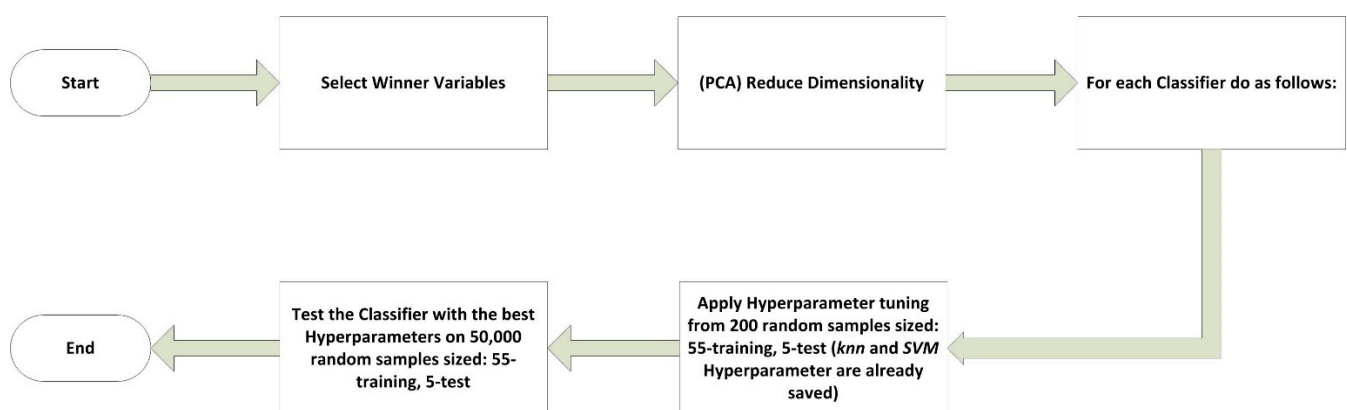 Start
Select Winner Variables
(PCA) Reduce Dimensionality
For each Classifier do as follows:
Apply Hyperparameter tuning
from 200 random samples sized:
55-training, 5-test (knn and SVM
Hyperparameter are already
saved)
Test the Classifier with the best
Hyperparameters on 50,000
random samples sized: 55-
training, 5-test
End